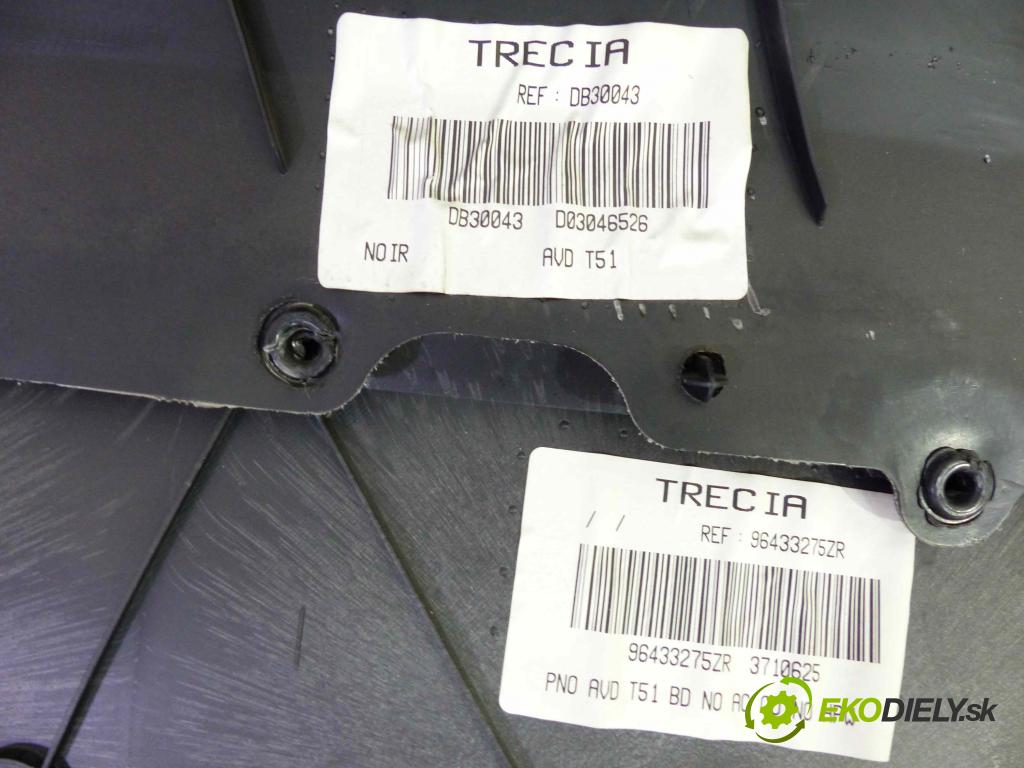 TRECIA
REF : DB30043
DB30043 D03046526
NOIR AVD T51
TRECIA
/ /
REF : 96433275ZR
96433275ZR 3710625
PNO AVD T51 BD NO
EKODIELY.sk